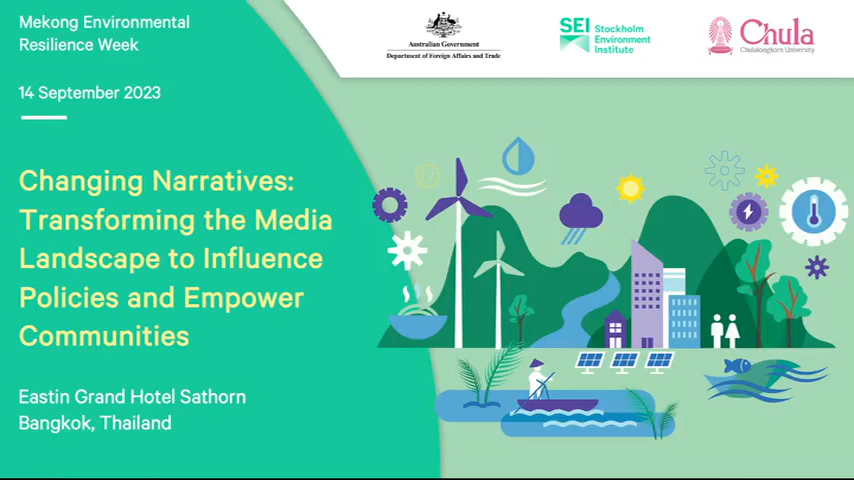 Mekong Environmental
Resilience Week
14 September 2023
Changing Narratives:
Transforming the Media
Landscape to Influence
Policies and Empower
Communities
Eastin Grand Hotel Sathorn
Bangkok, Thailand
Australian Government
Department of Foreign Affairs and Trade
SEI Stockholm
Environment
Institute
Chula
Chulalongkorn University